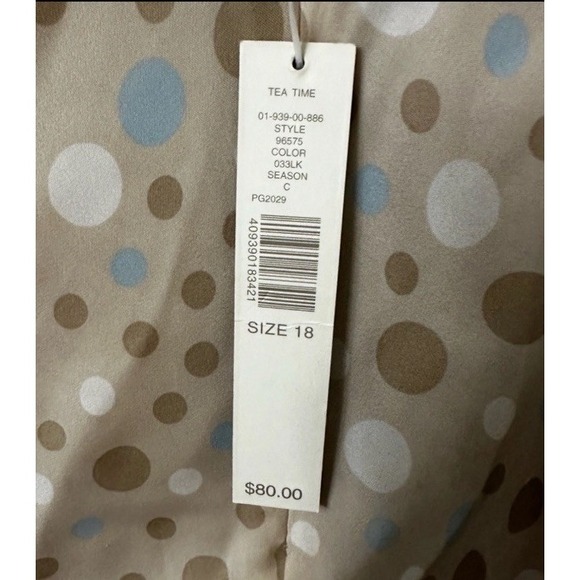 TEA TIME
01-939-00-886
STYLE
96575
COLOR
033LK
SEASON
C
PG2029
409390183421
SIZE 18
$80.00